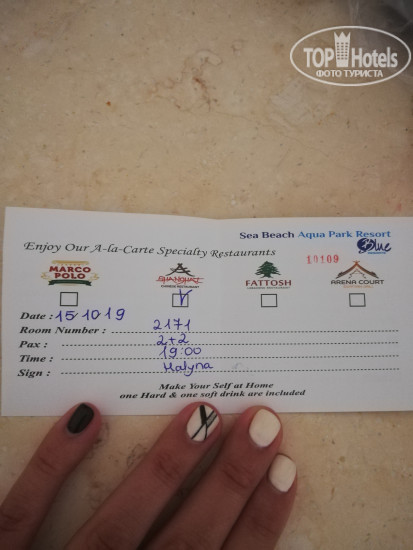 TOP Hotels
ФОТО ТУРИСТА
Sea Beach Aqua Park Resort
Blue
Enjoy Our A-la-Carte Specialty Restaurants
10109
MARCO POLO
SHANGHAI
FATTOSH
ARENA COURT
Date : 15.10.19
Room Number : 2171
Pax : 2+2
Time : 19:00
Sign : Halyna
Make Your Self at Home
one Hard & one soft drink are included